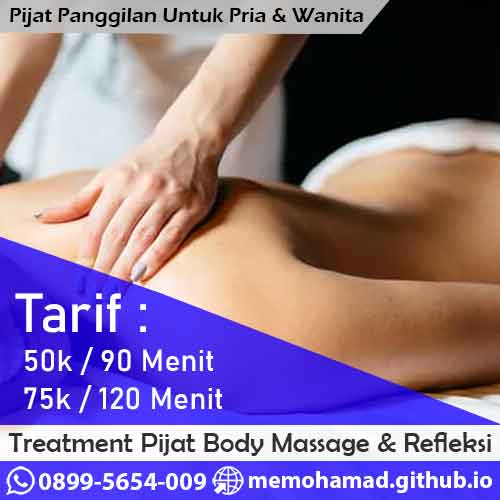 Pijat Panggilan Untuk Pria & Wanita
Tarif :
50k / 90 Menit
75k / 120 Menit
Treatment Pijat Body Massage & Refleksi
0899-5654-009 memohamad.github.io